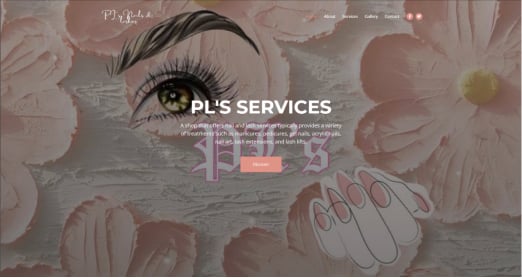 PL's Nails &
Lashes
About Services Gallery Contact
PL'S SERVICES
A shop that offers nail and lash services typically provides a variety
of treatments such as manicures, pedicures, gel nails, acrylic nails,
nail art, lash extensions, and lash lifts.
PL's